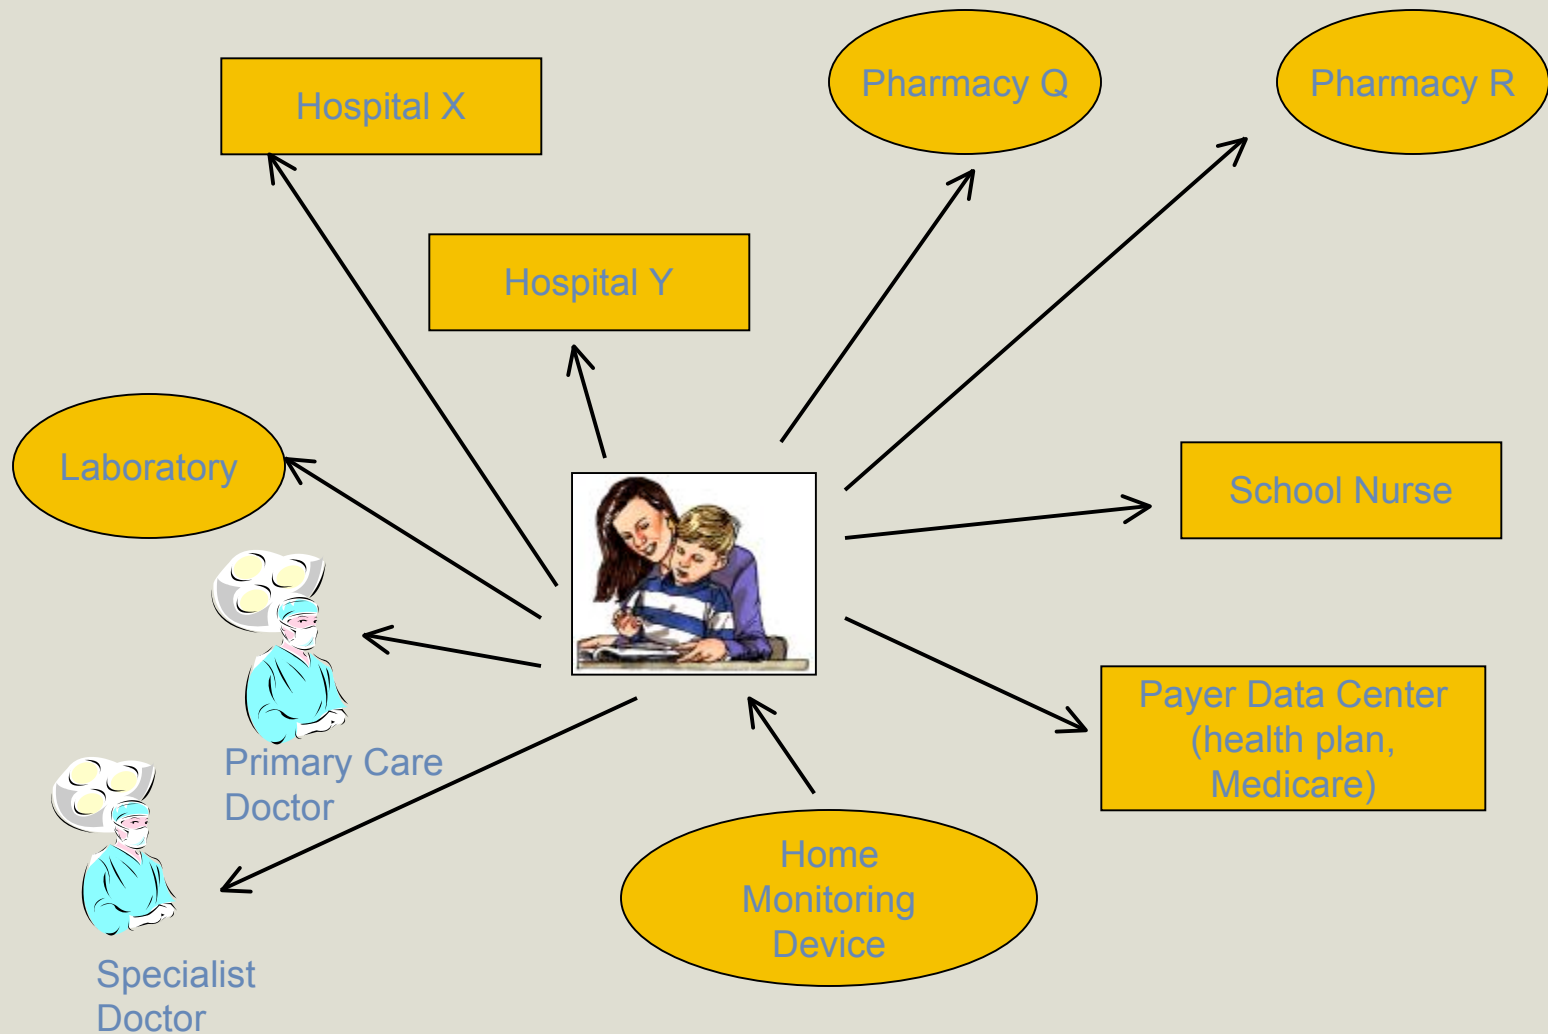 Hospital X
Pharmacy Q
Pharmacy R
Hospital Y
Laboratory
School Nurse
Primary Care
Doctor
Payer Data Center
(health plan,
Medicare)
Home
Monitoring
Device
Specialist
Doctor